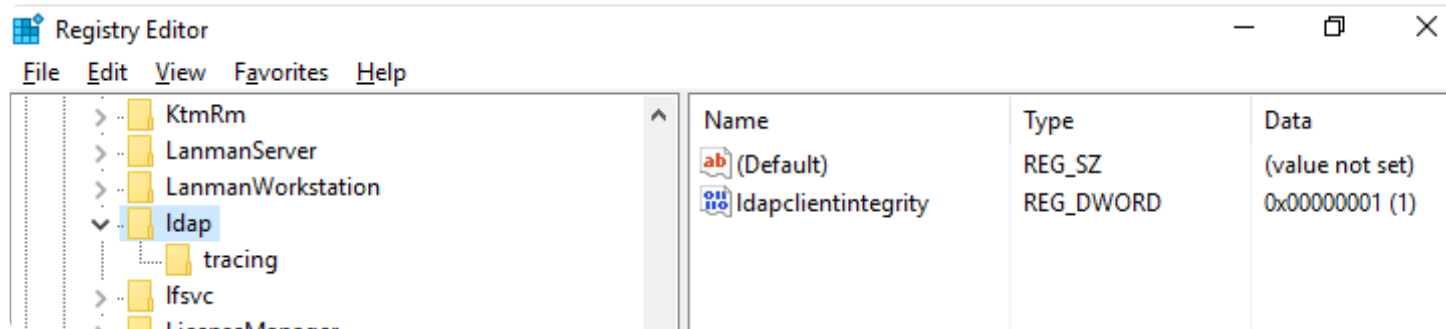 Registry Editor
File Edit View Favorites Help
KtmRm
LanmanServer
LanmanWorkstation
ldap
tracing
lfsvc
LicenseManager
Name Type Data
(Default) REG_SZ (value not set)
ldapclientintegrity REG_DWORD 0x00000001 (1)